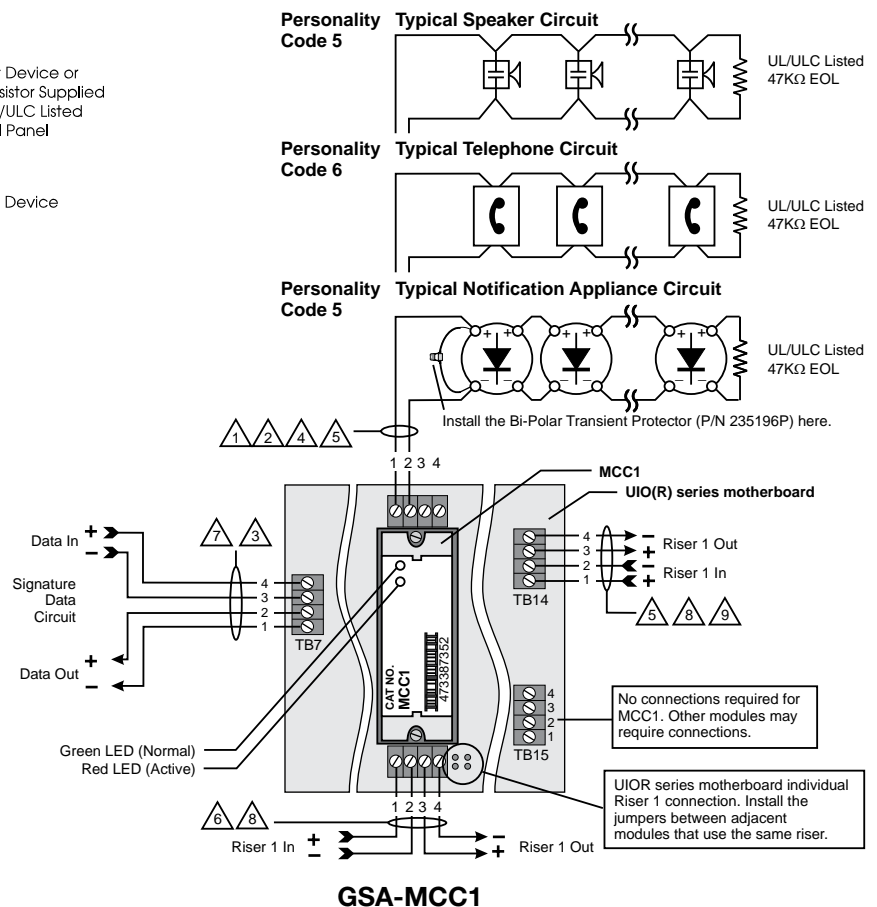 Personality Code 5 Typical Speaker Circuit
UL/ULC Listed
47KΩ EOL
Device or
sistor Supplied
/ULC Listed
Panel
Device
Personality Code 6 Typical Telephone Circuit
UL/ULC Listed
47KΩ EOL
Personality Code 5 Typical Notification Appliance Circuit
+ + + + + +
− − − − − −
UL/ULC Listed
47KΩ EOL
Install the Bi-Polar Transient Protector (P/N 235196P) here.
1 2 4 5
1 2 3 4
MCC1
UIO(R) series motherboard
Data In + −
7 3
Signature
Data
Circuit
4
3
2
1
TB7
Data Out + −
4 − Riser 1 Out
3 +
2 − Riser 1 In
1 +
TB14
5 8 9
CAT NO.
MCC1
473387352
4
3
2
1
TB15
No connections required for
MCC1. Other modules may
require connections.
Green LED (Normal)
Red LED (Active)
UIOR series motherboard individual
Riser 1 connection. Install the
jumpers between adjacent
modules that use the same riser.
6 8
1 2 3 4
Riser 1 In + −
− + Riser 1 Out
GSA-MCC1